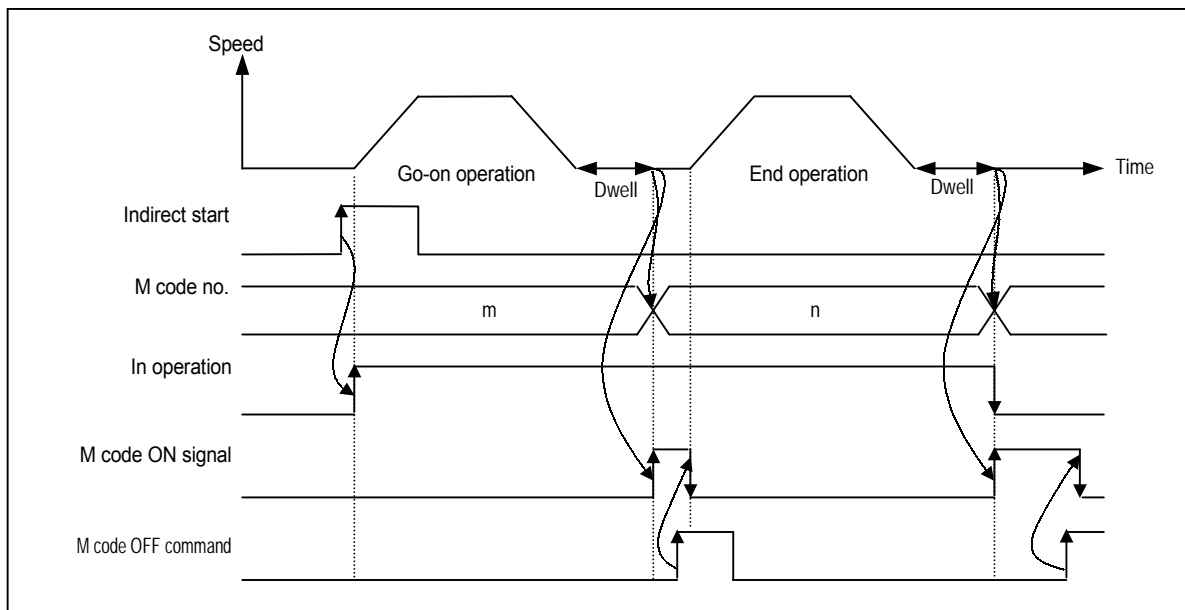 Speed
Go-on operation
Dwell
End operation
Dwell
Time
Indirect start
M code no.
m
n
In operation
M code ON signal
M code OFF command